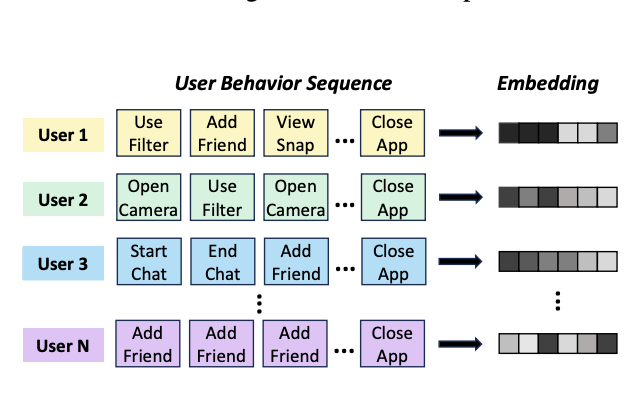 User Behavior Sequence Embedding
User 1 Use Filter Add Friend View Snap ... Close App
User 2 Open Camera Use Filter Open Camera ... Close App
User 3 Start Chat End Chat Add Friend ... Close App
User N Add Friend Add Friend Add Friend ... Close App